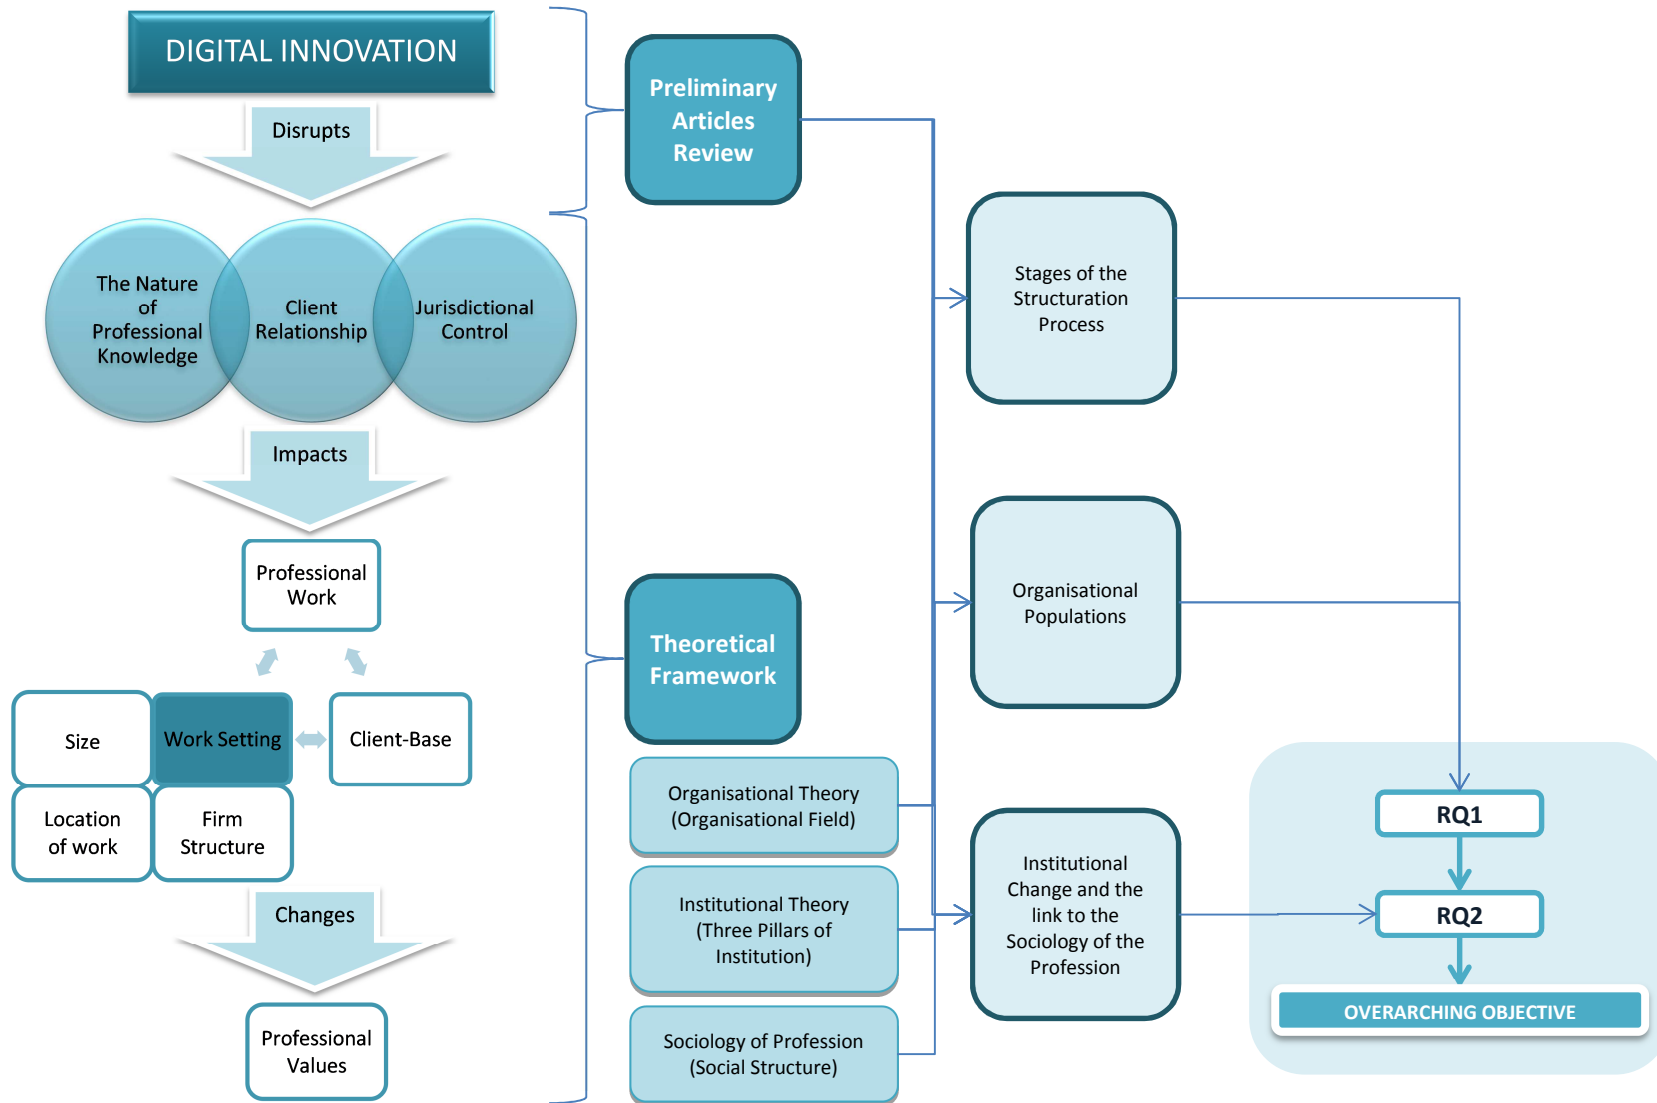 DIGITAL INNOVATION
Disrupts
The Nature
of
Professional
Knowledge
Client
Relationship
Jurisdictional
Control
Impacts
Professional
Work
Size
Work Setting
Client-Base
Location
of work
Firm
Structure
Changes
Professional
Values
Preliminary
Articles
Review
Theoretical
Framework
Organisational Theory
(Organisational Field)
Institutional Theory
(Three Pillars of
Institution)
Sociology of Profession
(Social Structure)
Stages of the
Structuration
Process
Organisational
Populations
Institutional
Change and the
link to the
Sociology of the
Profession
RQ1
RQ2
OVERARCHING OBJECTIVE